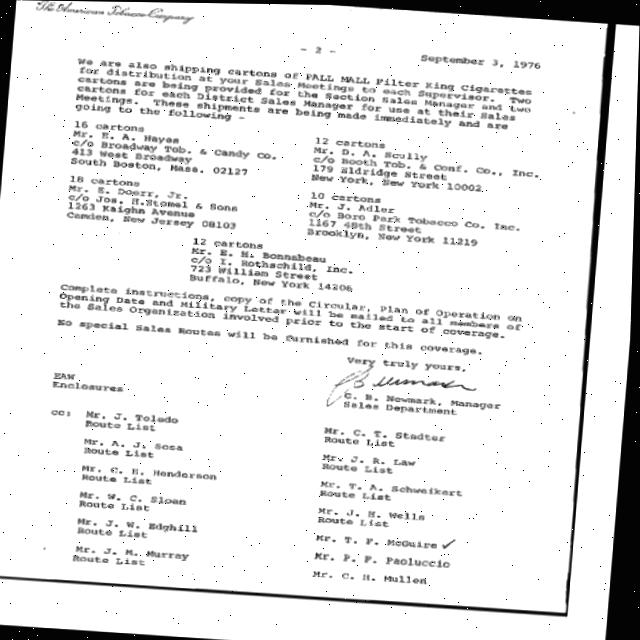 The American Tobacco Company
- 2 -
September 3, 1976
We are also shipping cartons of PALL MALL Filter King Cigarettes
for distribution at your Sales Meetings to each Supervisor. Two
cartons are being provided for the Section Sales Manager and two
cartons for each District Sales Manager for use at their Sales
Meetings. These shipments are being made immediately and are
going to the following -
16 cartons
Mr. E. A. Hayes
c/o Broadway Tob. & Candy Co.
413 West Broadway
South Boston, Mass. 02127
12 cartons
Mr. D. A. Scully
c/o Booth Tob. & Conf. Co., Inc.
179 Eldridge Street
New York, New York 10002
18 cartons
Mr. E. Doerr, Jr.
c/o Jos. H. Stomel & Sons
1263 Kaighn Avenue
Camden, New Jersey 08103
10 cartons
Mr. J. Adler
c/o Boro Park Tobacco Co. Inc.
1167 48th Street
Brooklyn, New York 11219
12 cartons
Mr. E. H. Bonnabeau
c/o I. Rothschild, Inc.
723 William Street
Buffalo, New York 14206
Complete instructions, copy of the Circular, Plan of Operation on
Opening Date and Military Letter will be mailed to all members of
the Sales Organization involved prior to the start of coverage.
No special Sales Routes will be furnished for this coverage.
Very truly yours,
C. B. Newmark, Manager
Sales Department
EAW
Enclosures
cc: Mr. J. Toledo
Route List
Mr. A. J. Sosa
Route List
Mr. C. H. Henderson
Route List
Mr. W. C. Sloan
Route List
Mr. J. W. Edghill
Route List
Mr. J. M. Murray
Route List
Mr. C. T. Stadter
Route List
Mr. J. R. Law
Route List
Mr. T. A. Schweikart
Route List
Mr. J. H. Wells
Route List
Mr. T. F. McGuire ✓
Mr. P. F. Paoluccio
Mr. C. H. Mullen